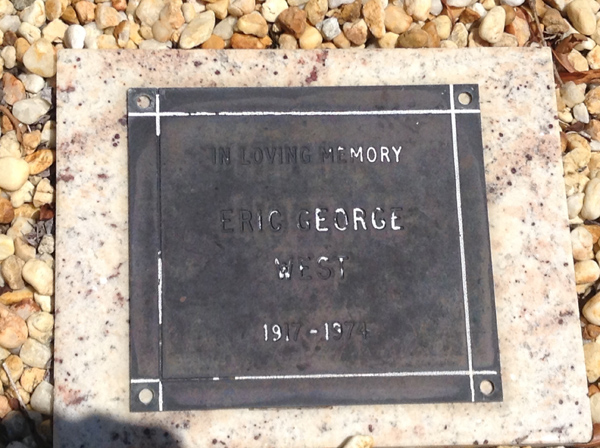 IN LOVING MEMORY
ERIC GEORGE
WEST
1917-1974